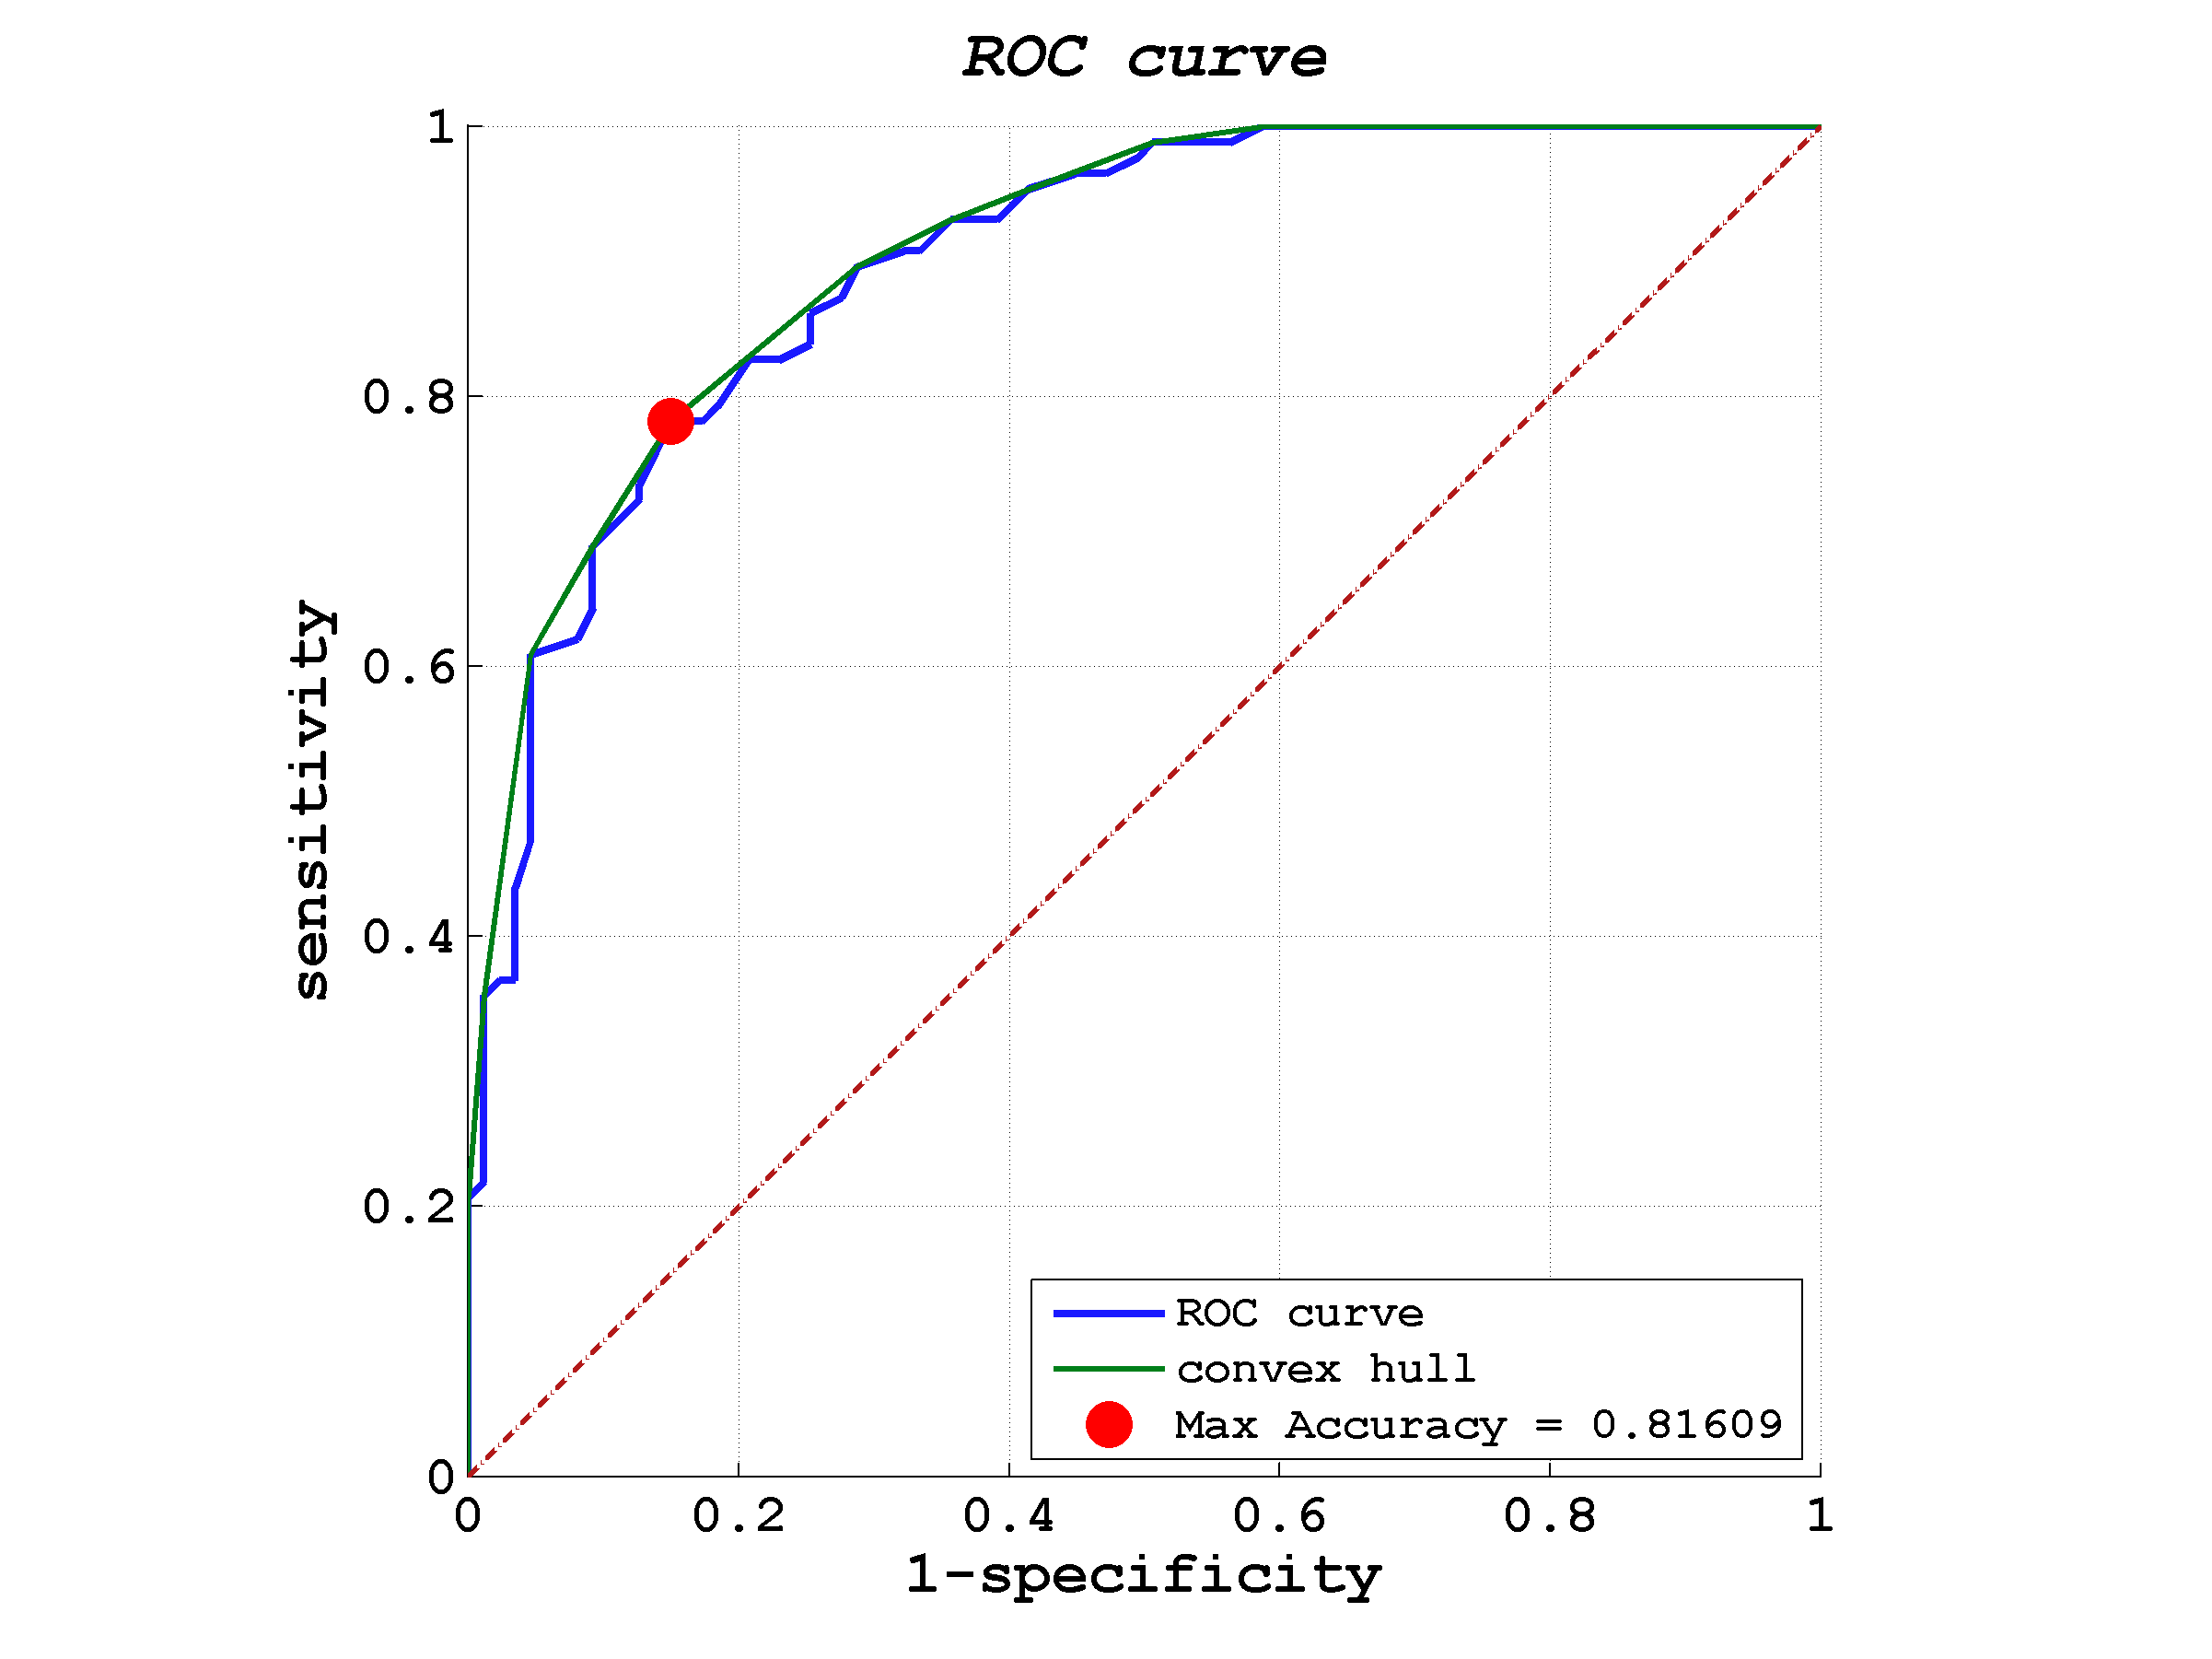 ROC curve
1
0.8
0.6
0.4
0.2
0
sensitivity
0 0.2 0.4 0.6 0.8 1
1-specificity
ROC curve
convex hull
Max Accuracy = 0.81609